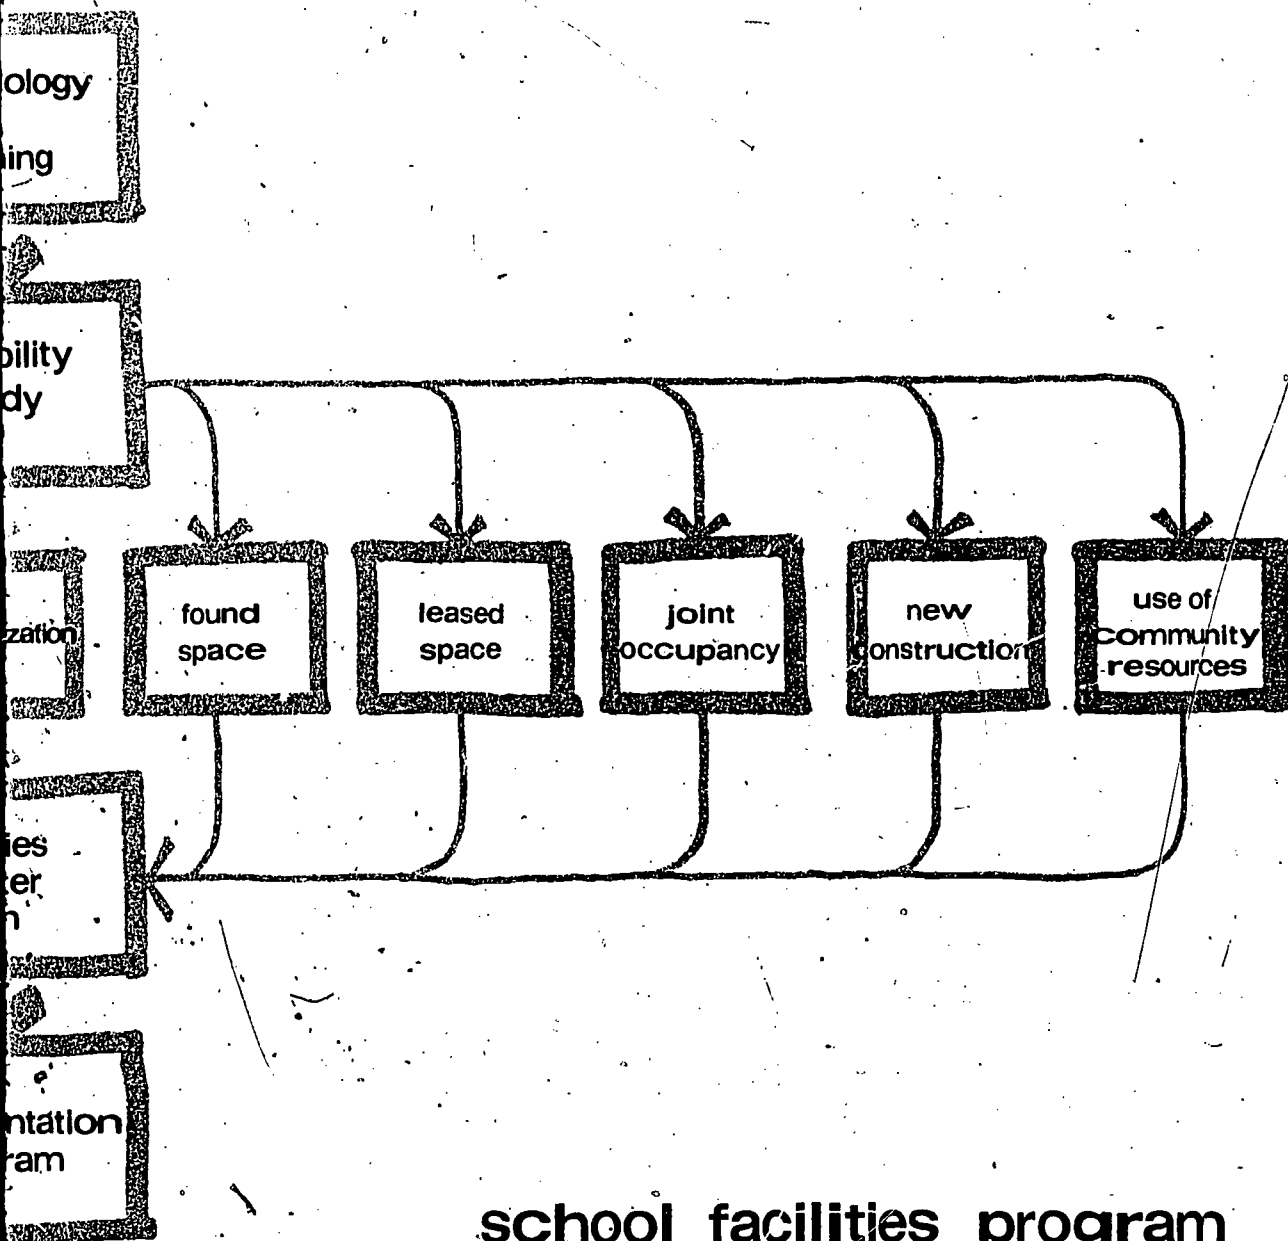 ology
ing
bility
dy
zation
found
space
leased
space
joint
occupancy
new
construction
use of
community
resources
ies
er
n
ntation
ram
school facilities program